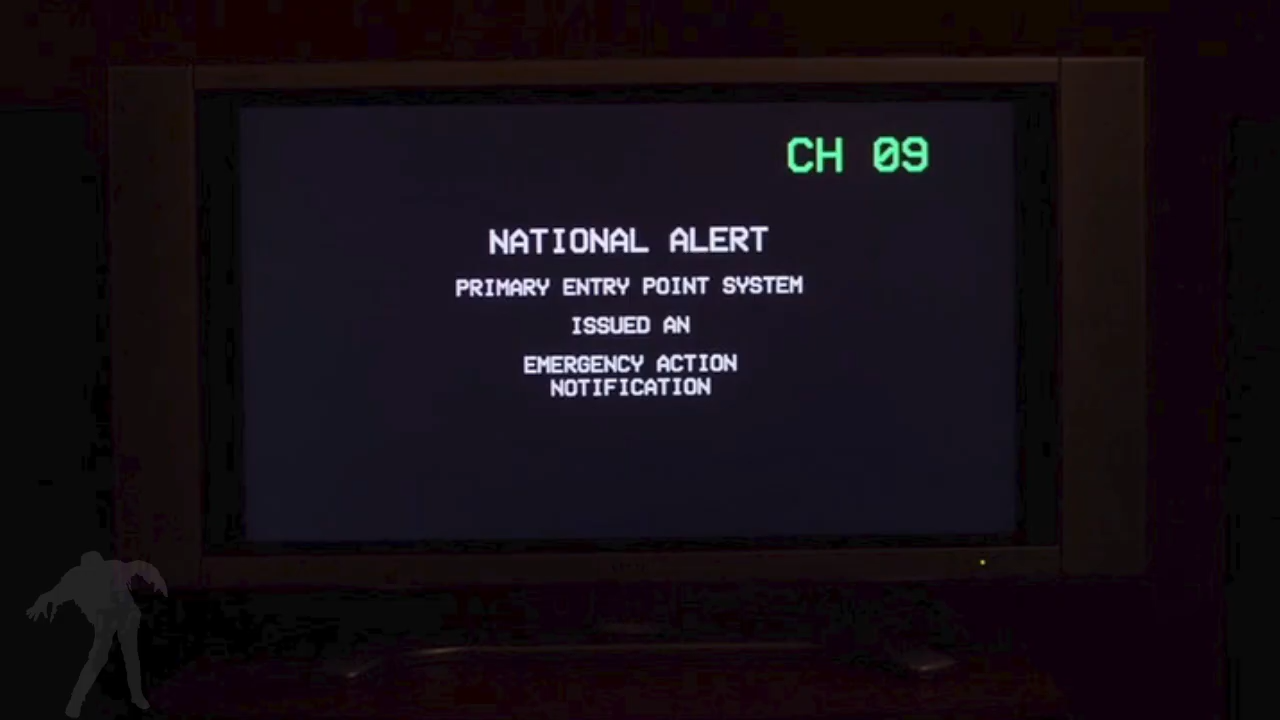 CH 09
NATIONAL ALERT
PRIMARY ENTRY POINT SYSTEM
ISSUED AN
EMERGENCY ACTION
NOTIFICATION